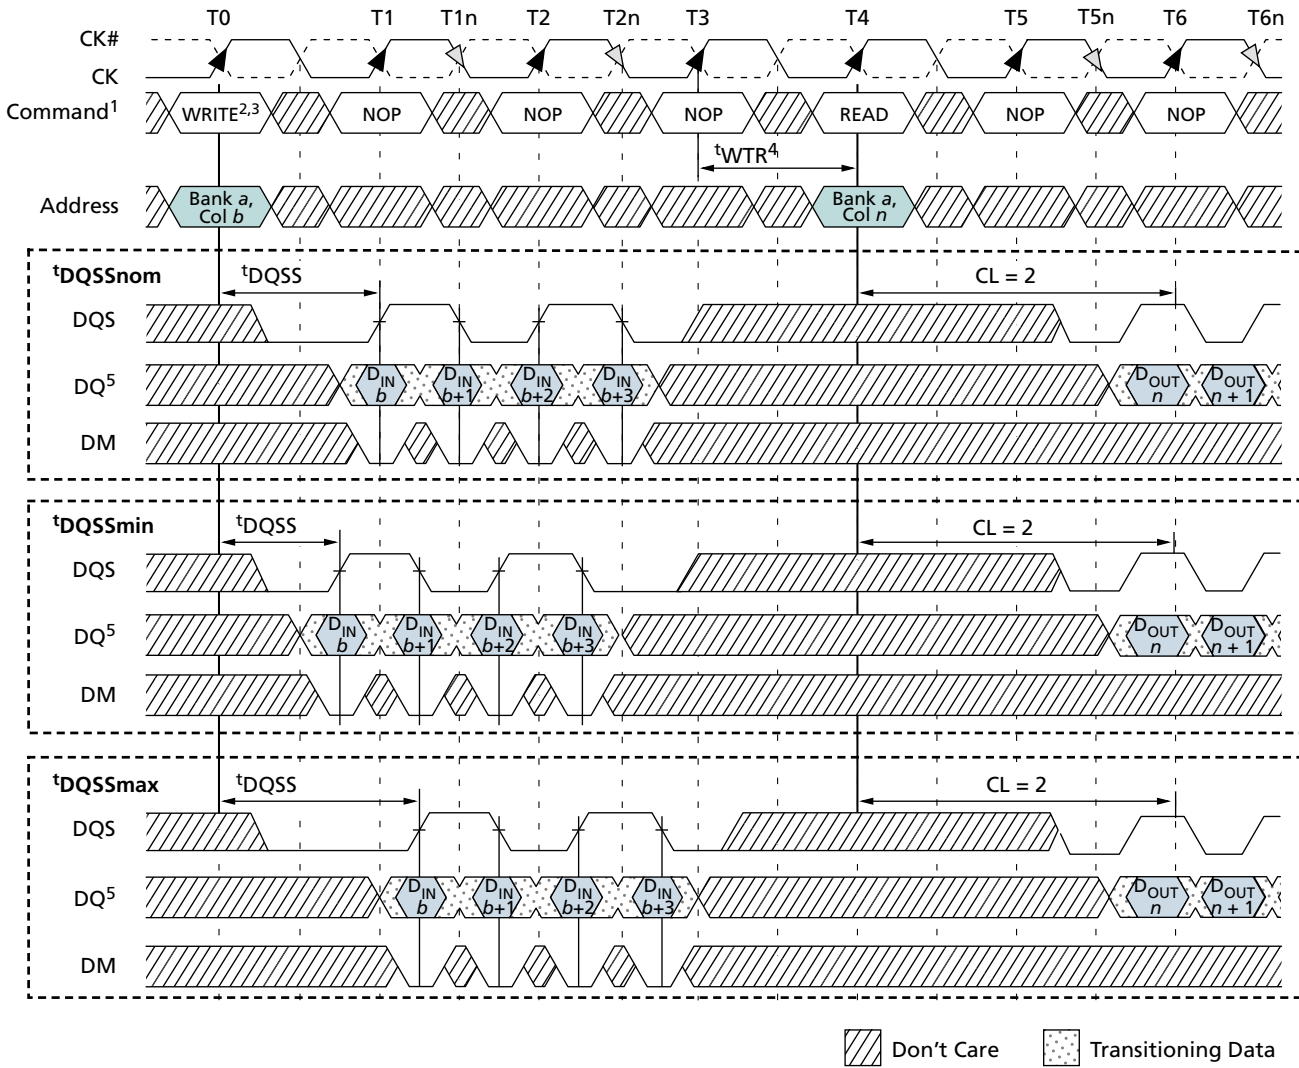 T0 T1 T1n T2 T2n T3 T4 T5 T5n T6 T6n
CK#
CK
Command1 WRITE2,3 NOP NOP NOP READ NOP NOP
tWTR4
Address Bank a, Bank a,
Col b Col n
tDQSSnom tDQSS CL = 2
DQS
DQ5 DIN DIN DIN DIN DOUT DOUT
b b+1 b+2 b+3 n n + 1
DM
tDQSSmin tDQSS CL = 2
DQS
DQ5 DIN DIN DIN DIN DOUT DOUT
b b+1 b+2 b+3 n n + 1
DM
tDQSSmax tDQSS CL = 2
DQS
DQ5 DIN DIN DIN DIN DOUT DOUT
b b+1 b+2 b+3 n n + 1
DM
Don't Care Transitioning Data